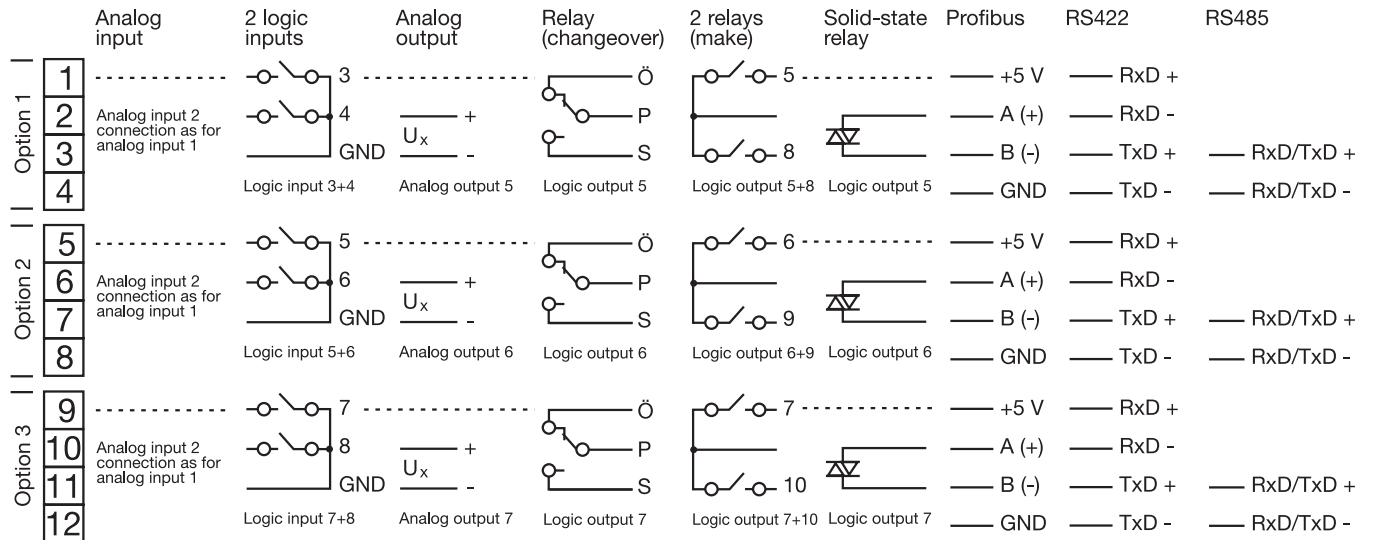 Analog input
2 logic inputs
Analog output
Relay (changeover)
2 relays (make)
Solid-state relay
Profibus
RS422
RS485
Option 1
1 3 Ö 5 +5 V RxD +
2 Analog input 2 connection as for analog input 1 4 Ux + P A (+) RxD -
3 GND - S 8 B (-) TxD + RxD/TxD +
4 Logic input 3+4 Analog output 5 Logic output 5 Logic output 5+8 Logic output 5 GND TxD - RxD/TxD -
Option 2
5 5 Ö 6 +5 V RxD +
6 Analog input 2 connection as for analog input 1 6 Ux + P A (+) RxD -
7 GND - S 9 B (-) TxD + RxD/TxD +
8 Logic input 5+6 Analog output 6 Logic output 6 Logic output 6+9 Logic output 6 GND TxD - RxD/TxD -
Option 3
9 7 Ö 7 +5 V RxD +
10 Analog input 2 connection as for analog input 1 8 Ux + P A (+) RxD -
11 GND - S 10 B (-) TxD + RxD/TxD +
12 Logic input 7+8 Analog output 7 Logic output 7 Logic output 7+10 Logic output 7 GND TxD - RxD/TxD -